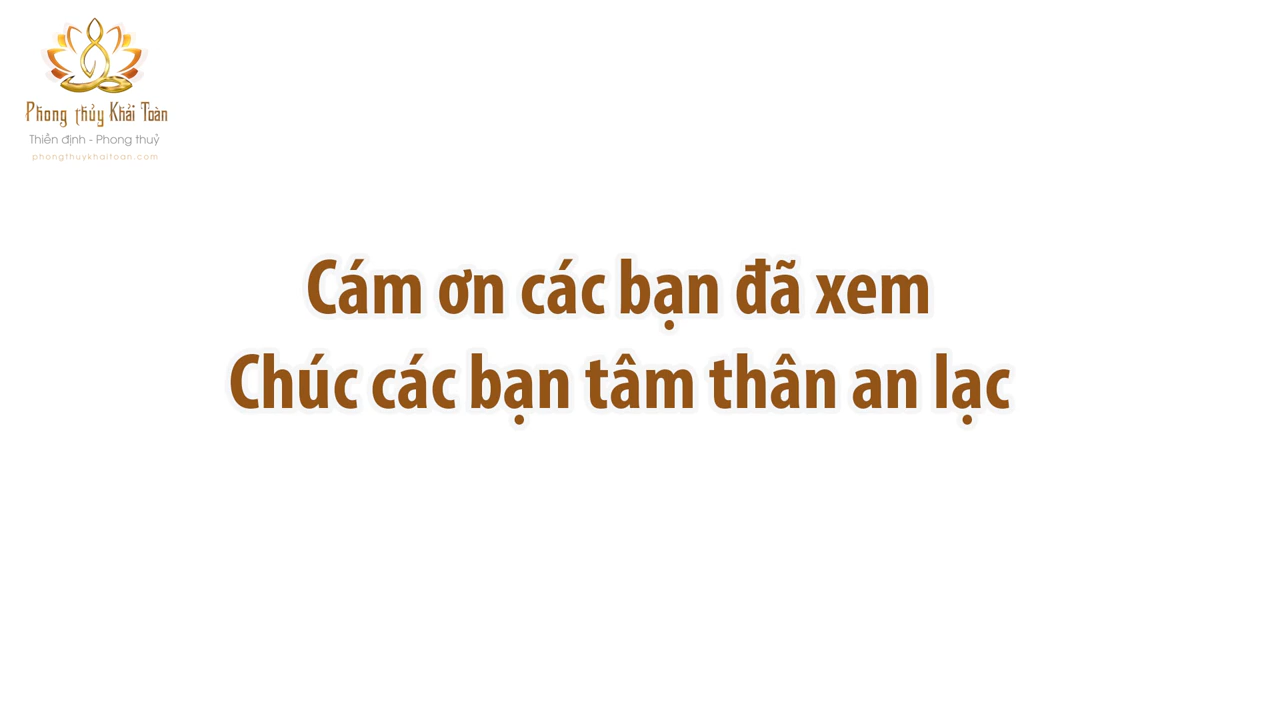 Phong thủy Khải Toàn
Thiền định - Phong thuỷ
phongthuykhaitoan.com
Cám ơn các bạn đã xem
Chúc các bạn tâm thân an lạc